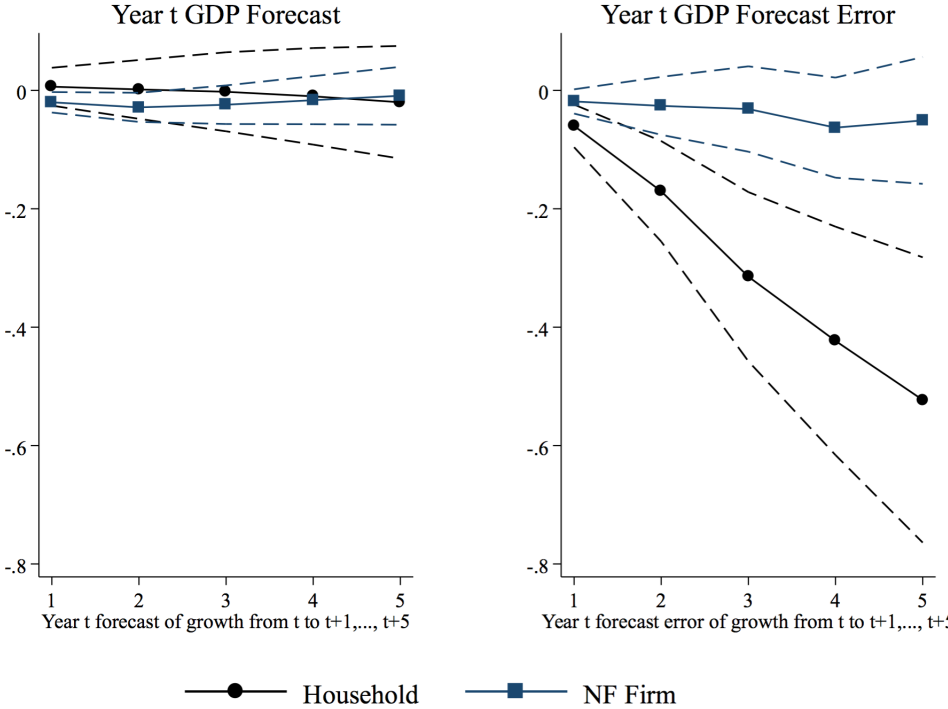 Year t GDP Forecast
0
-.2
-.4
-.6
-.8
1 2 3 4 5
Year t forecast of growth from t to t+1,..., t+5
Year t GDP Forecast Error
0
-.2
-.4
-.6
-.8
1 2 3 4 5
Year t forecast error of growth from t to t+1,..., t+5
Household NF Firm